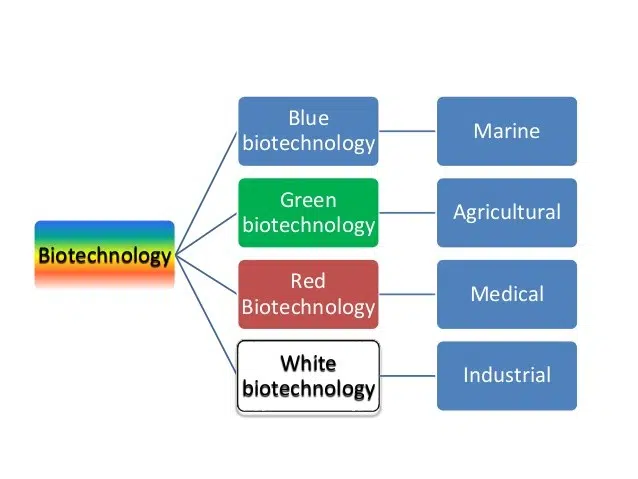 Biotechnology
Blue
biotechnology
Marine
Green
biotechnology
Agricultural
Red
Biotechnology
Medical
White
biotechnology
Industrial